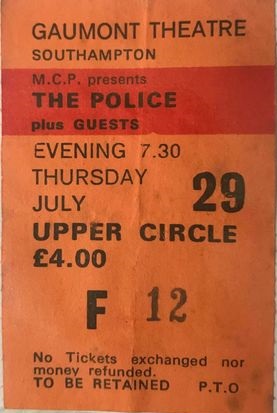 GAUMONT THEATRE
SOUTHAMPTON
M.C.P. presents
THE POLICE
plus GUESTS
EVENING 7.30
THURSDAY 29
JULY
UPPER CIRCLE
£4.00
F 12
No Tickets exchanged nor
money refunded.
TO BE RETAINED P.T.O